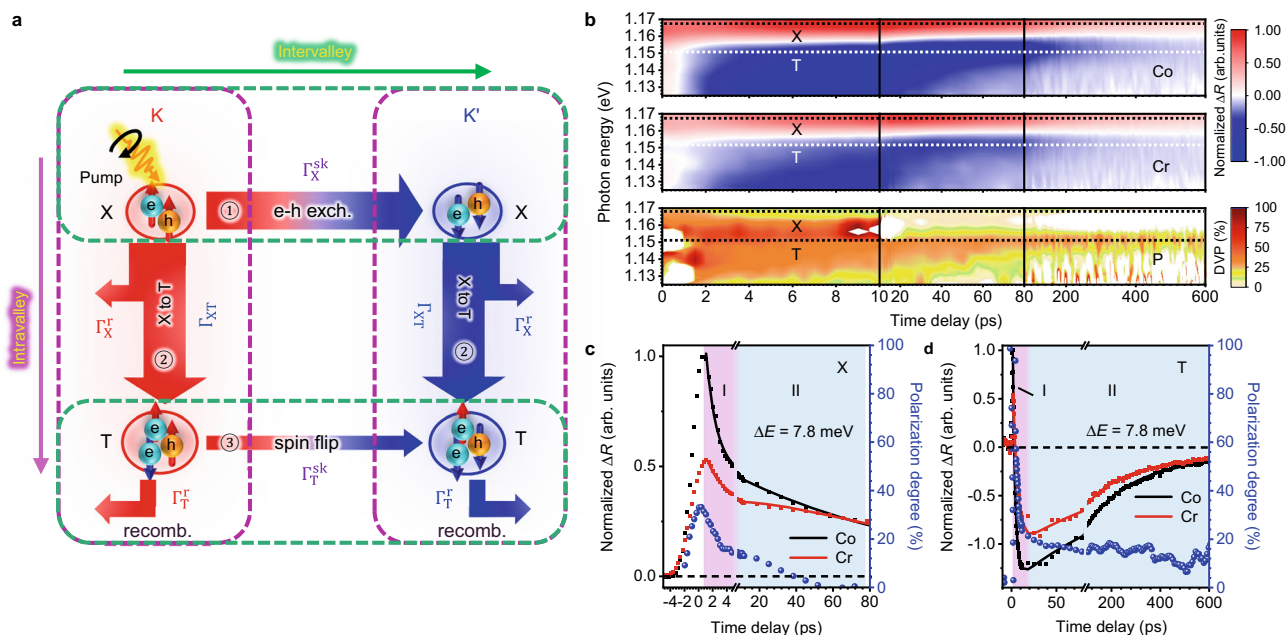 a
Intervalley
Intravalley
K
K'
Pump
Γ_X^sk
X
e
h
①
e-h exch.
e
h
X
X to T
Γ_X^r
Γ_XT
②
X to T
Γ_XT
Γ_X^r
②
T
e
e
h
③
spin flip
Γ_T^sk
e
e
h
T
Γ_T^r
recomb.
Γ_T^r
recomb.
b
Photon energy (eV)
1.17
1.16
1.15
1.14
1.13
X
T
Co
1.17
1.16
1.15
1.14
1.13
X
T
Cr
1.17
1.16
1.15
1.14
1.13
X
T
P
0 2 4 6 8 10 20 40 60 80 200 400 600
Time delay (ps)
1.00
0.50
0.00
-0.50
-1.00
Normalized ΔR (arb.units)
100
75
50
25
0
DVP (%)
c
Normalized ΔR (arb. units)
1.0
0.5
0.0
I
II
X
ΔE = 7.8 meV
Co
Cr
100
80
60
40
20
0
Polarization degree (%)
-4 -2 0 2 4 20 40 60 80
Time delay (ps)
d
Normalized ΔR (arb. units)
1.0
0.5
0.0
-0.5
-1.0
I
II
T
ΔE = 7.8 meV
Co
Cr
100
80
60
40
20
0
Polarization degree (%)
0 50 200 400 600
Time delay (ps)